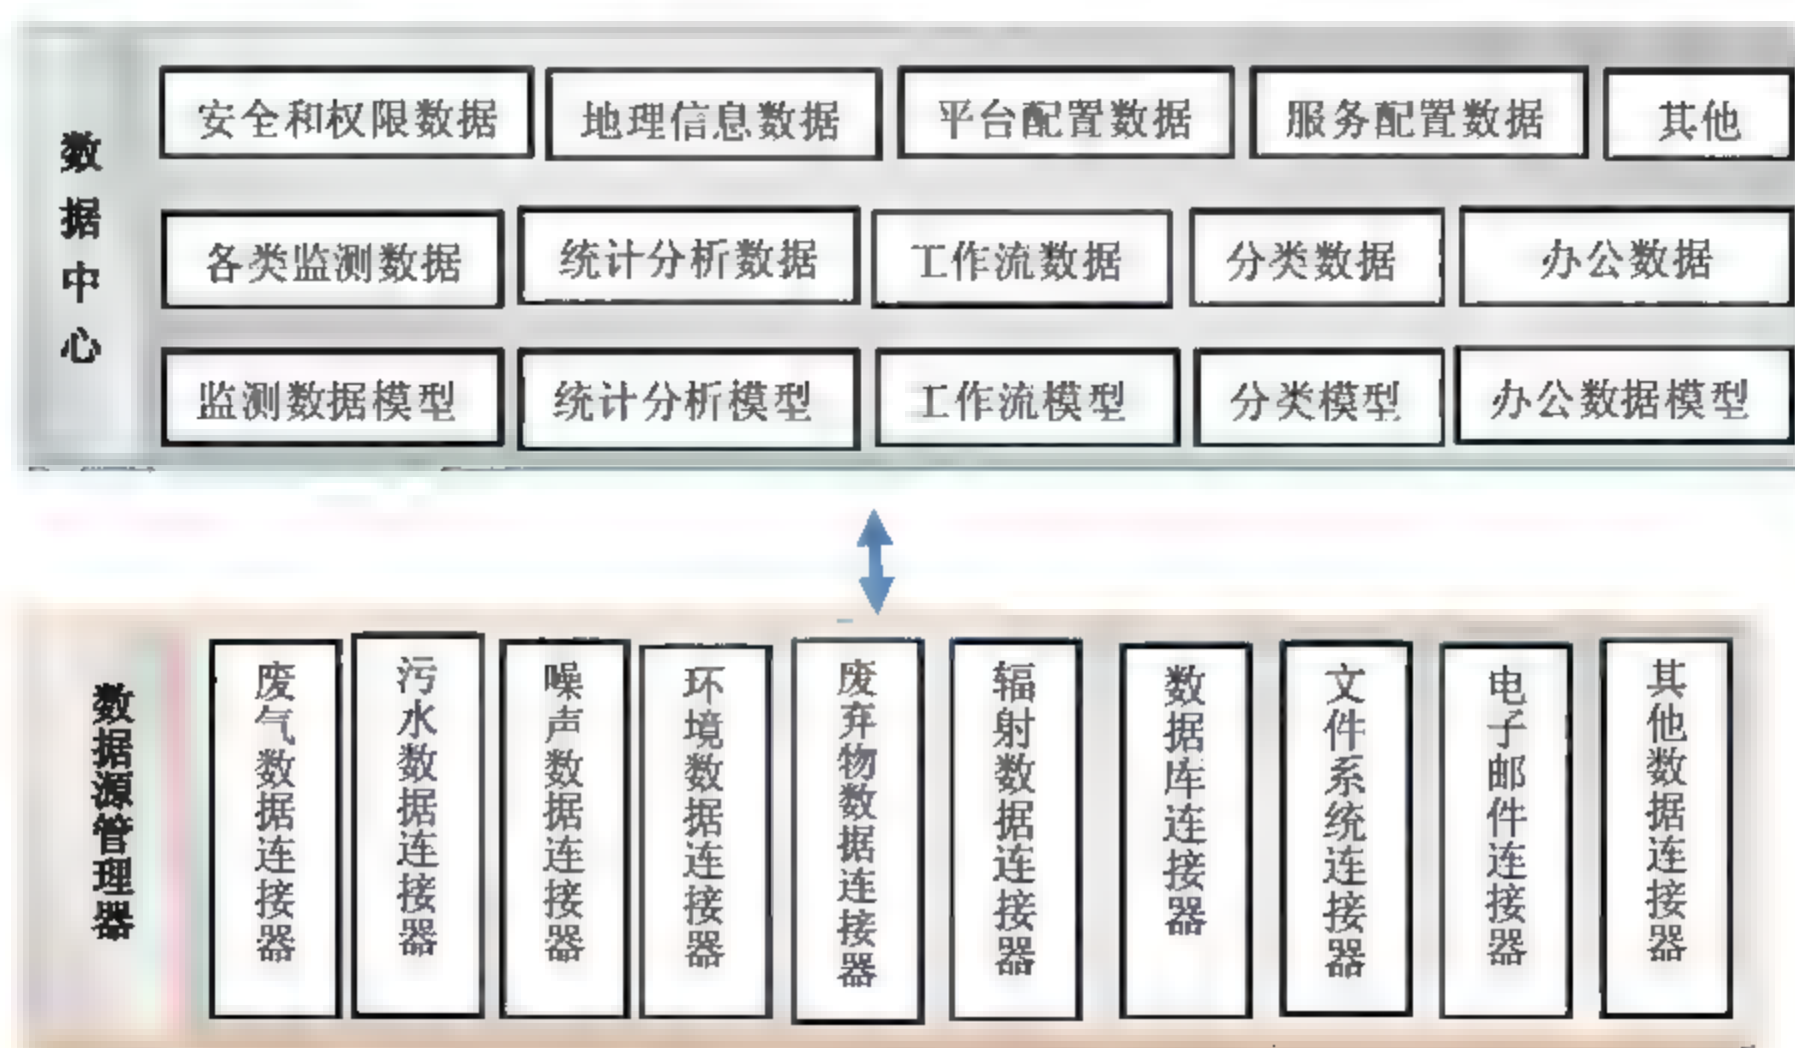 数据中心
安全和权限数据
地理信息数据
平台配置数据
服务配置数据
其他
各类监测数据
统计分析数据
工作流数据
分类数据
办公数据
监测数据模型
统计分析模型
工作流模型
分类模型
办公数据模型
数据源管理器
废气数据连接器
污水数据连接器
噪声数据连接器
环境数据连接器
废弃物数据连接器
辐射数据连接器
数据库连接器
文件系统连接器
电子邮件连接器
其他数据连接器